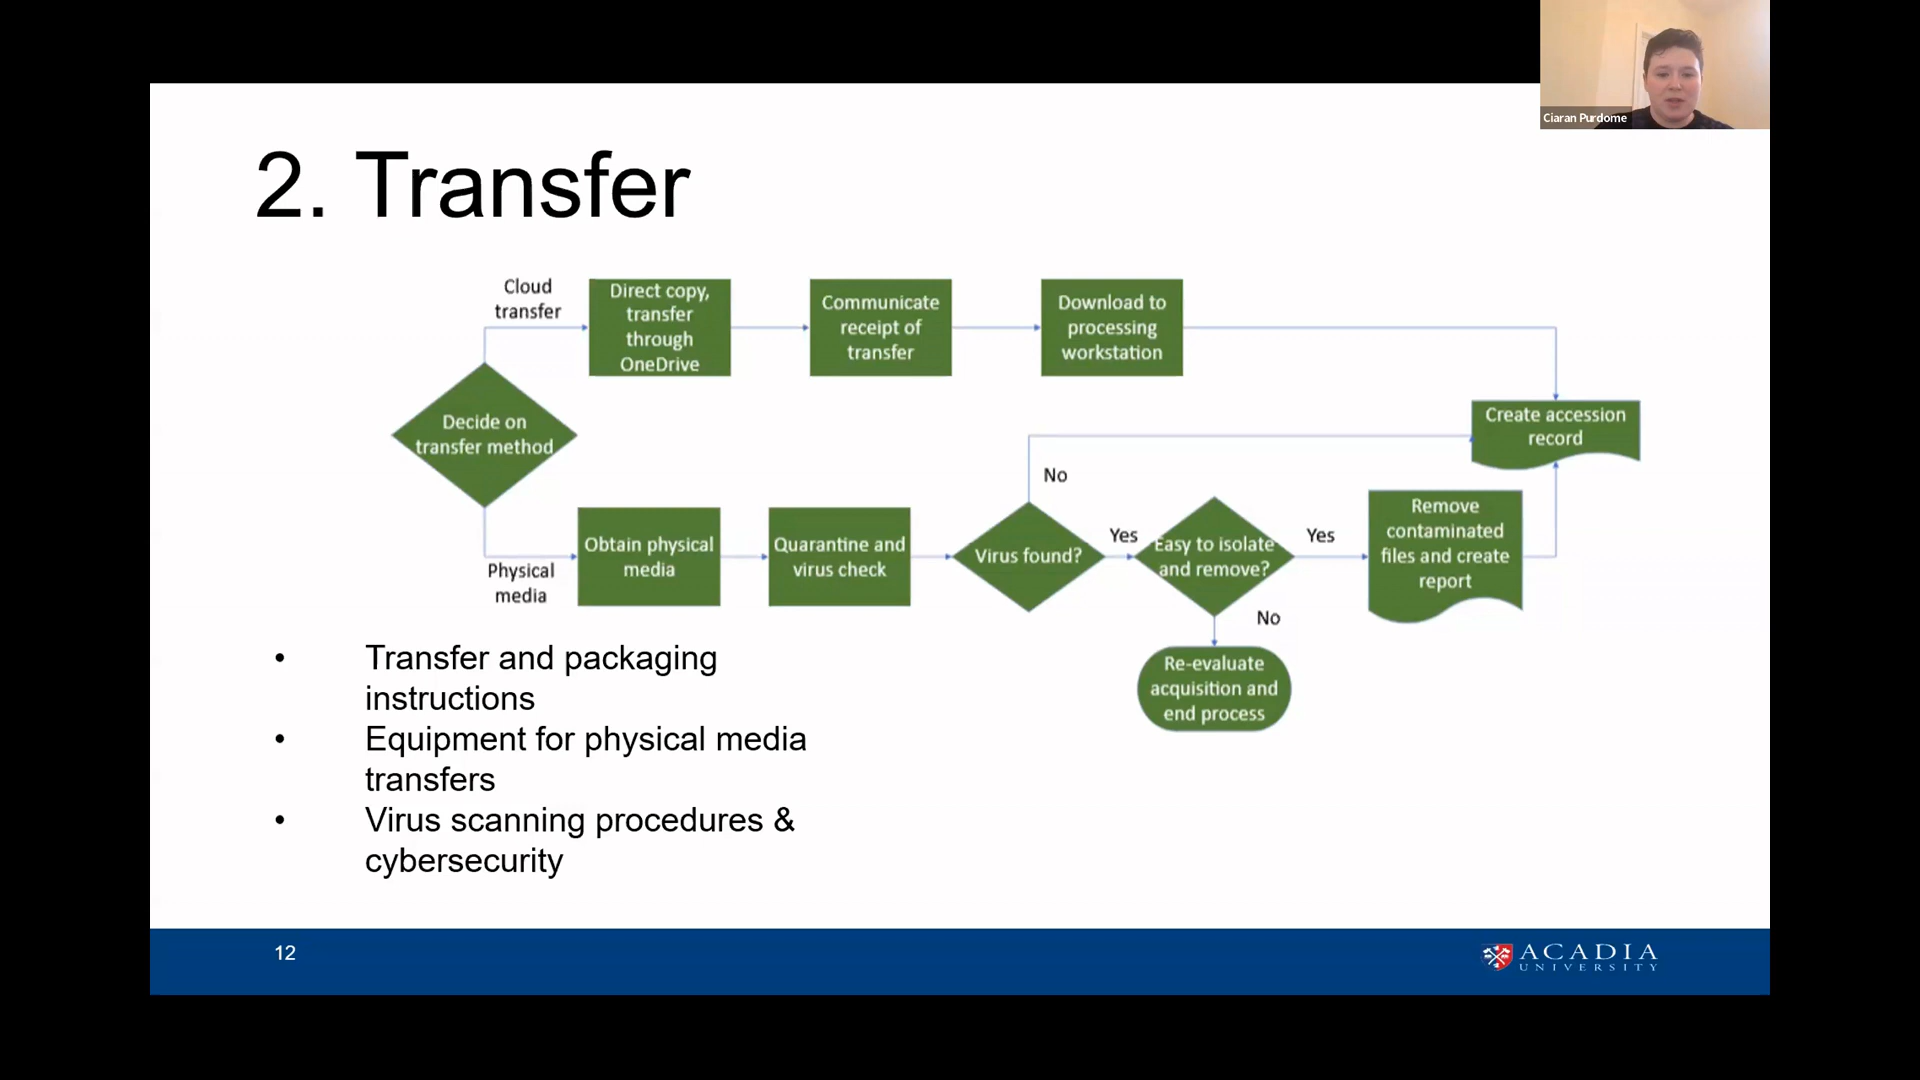 Ciaran Purdome
2. Transfer
Cloud
transfer
Direct copy,
transfer
through
OneDrive
Communicate
receipt of
transfer
Download to
processing
workstation
Decide on
transfer method
Create accession
record
No
Physical
media
Obtain physical
media
Quarantine and
virus check
Virus found?
Yes
Easy to isolate
and remove?
Yes
Remove
contaminated
files and create
report
No
Re-evaluate
acquisition and
end process
• Transfer and packaging
instructions
• Equipment for physical media
transfers
• Virus scanning procedures &
cybersecurity
12
ACADIA
UNIVERSITY